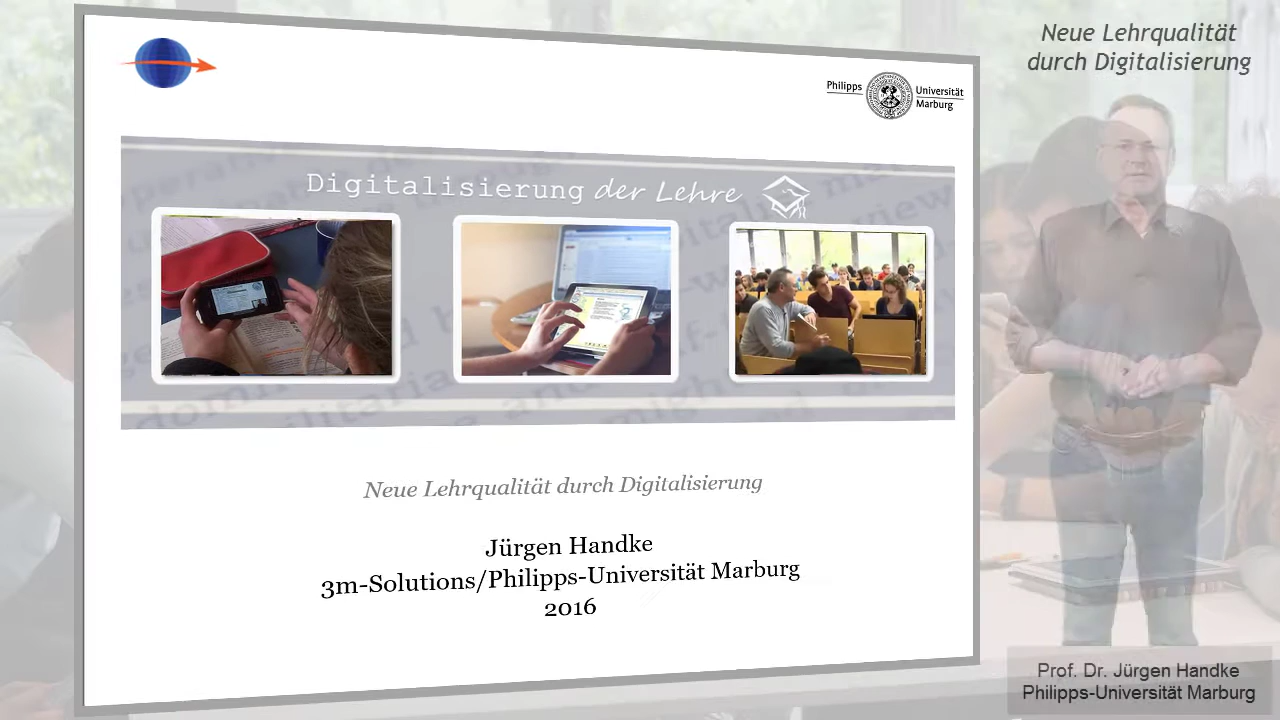 Neue Lehrqualität
durch Digitalisierung
Philipps Universität
Marburg
Digitalisierung der Lehre
Neue Lehrqualität durch Digitalisierung
Jürgen Handke
3m-Solutions/Philipps-Universität Marburg
2016
Prof. Dr. Jürgen Handke
Philipps-Universität Marburg